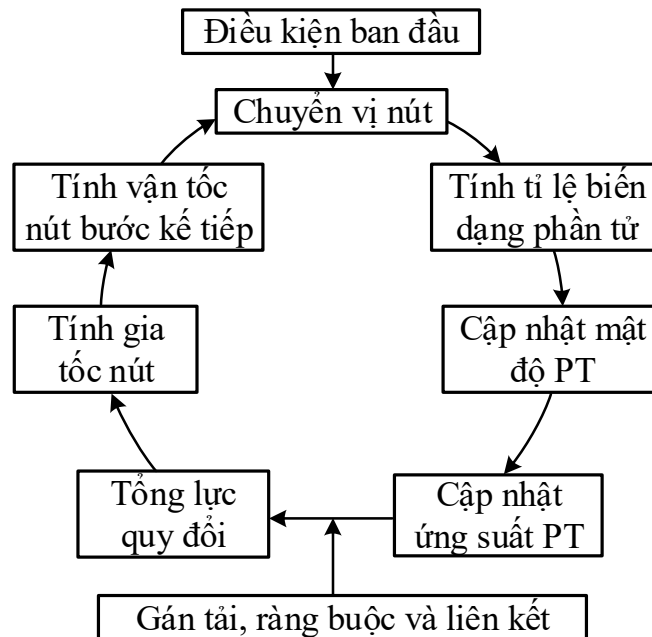 Điều kiện ban đầu
Chuyển vị nút
Tính vận tốc
nút bước kế tiếp
Tính tỉ lệ biến
dạng phần tử
Tính gia
tốc nút
Cập nhật mật
độ PT
Tổng lực
quy đổi
Cập nhật
ứng suất PT
Gán tải, ràng buộc và liên kết